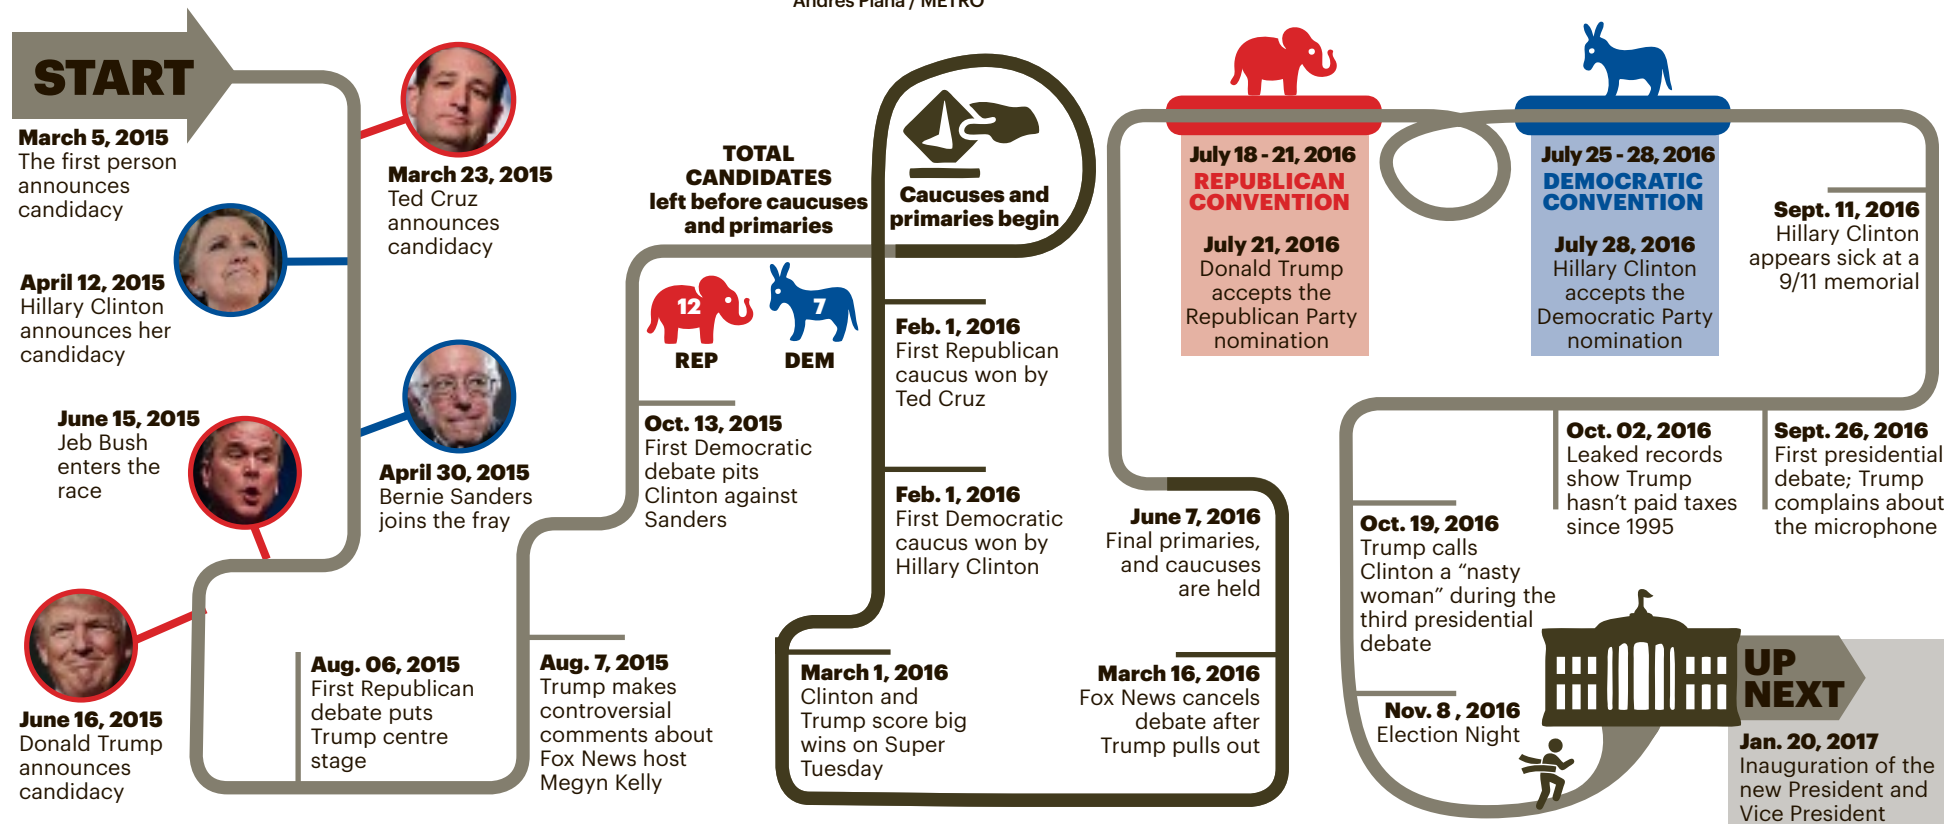 Andrés Plana / METRO
START
March 5, 2015
The first person
announces
candidacy
March 23, 2015
Ted Cruz
announces
candidacy
April 12, 2015
Hillary Clinton
announces her
candidacy
April 30, 2015
Bernie Sanders
joins the fray
June 15, 2015
Jeb Bush
enters the
race
June 16, 2015
Donald Trump
announces
candidacy
Aug. 06, 2015
First Republican
debate puts
Trump centre
stage
Aug. 7, 2015
Trump makes
controversial
comments about
Fox News host
Megyn Kelly
Oct. 13, 2015
First Democratic
debate pits
Clinton against
Sanders
TOTAL
CANDIDATES
left before caucuses
and primaries
12
REP
7
DEM
Caucuses and
primaries begin
Feb. 1, 2016
First Republican
caucus won by
Ted Cruz
Feb. 1, 2016
First Democratic
caucus won by
Hillary Clinton
March 1, 2016
Clinton and
Trump score big
wins on Super
Tuesday
March 16, 2016
Fox News cancels
debate after
Trump pulls out
June 7, 2016
Final primaries,
and caucuses
are held
July 18 - 21, 2016
REPUBLICAN
CONVENTION
July 21, 2016
Donald Trump
accepts the
Republican Party
nomination
July 25 - 28, 2016
DEMOCRATIC
CONVENTION
July 28, 2016
Hillary Clinton
accepts the
Democratic Party
nomination
Sept. 11, 2016
Hillary Clinton
appears sick at a
9/11 memorial
Sept. 26, 2016
First presidential
debate; Trump
complains about
the microphone
Oct. 02, 2016
Leaked records
show Trump
hasn't paid taxes
since 1995
Oct. 19, 2016
Trump calls
Clinton a “nasty
woman” during the
third presidential
debate
Nov. 8 , 2016
Election Night
UP
NEXT
Jan. 20, 2017
Inauguration of the
new President and
Vice President